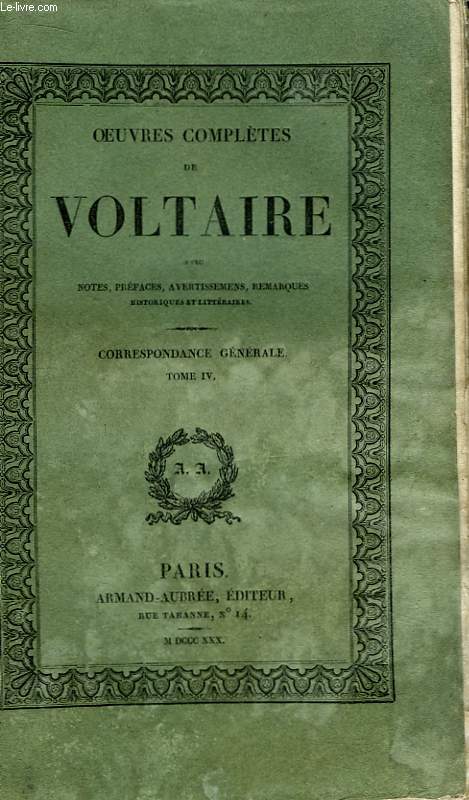 © Le-livre.com
OEUVRES COMPLÈTES
DE
VOLTAIRE
AVEC
NOTES, PRÉFACES, AVERTISSEMENS, REMARQUES
HISTORIQUES ET LITTÉRAIRES.
CORRESPONDANCE GÉNÉRALE.
TOME IV.
A. A.
PARIS.
ARMAND-AUBRÉE, ÉDITEUR,
RUE TARANNE, N° 14.
M DCCC XXX.